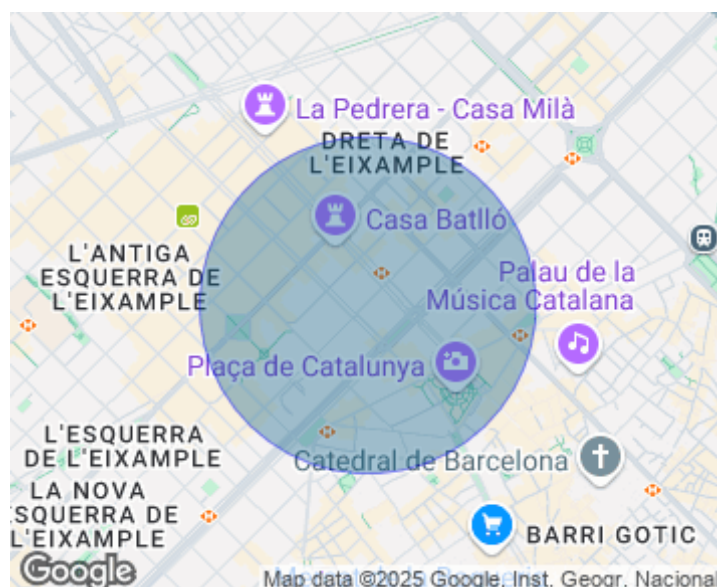 La Pedrera - Casa Milà
DRETA DE
L'EIXAMPLE
Casa Batlló
L'ANTIGA
ESQUERRA DE
L'EIXAMPLE
Palau de la
Música Catalana
Plaça de Catalunya
L'ESQUERRA
DE L'EIXAMPLE
Catedral de Barcelona
LA NOVA
SQUERRA DE
L'EIXAMPLE
BARRI GOTIC
Google
Map data ©2025 Google, Inst. Geogr. Nacional